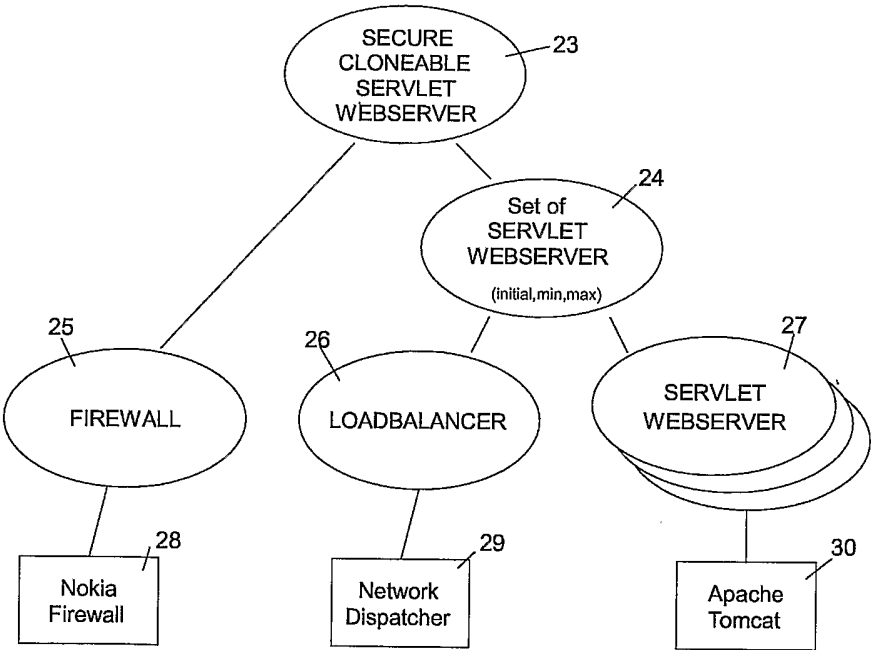 SECURE
CLONEABLE
SERVLET
WEBSERVER
23
24
Set of
SERVLET
WEBSERVER
(initial,min,max)
25
26
27
FIREWALL
LOADBALANCER
SERVLET
WEBSERVER
28
29
30
Nokia
Firewall
Network
Dispatcher
Apache
Tomcat